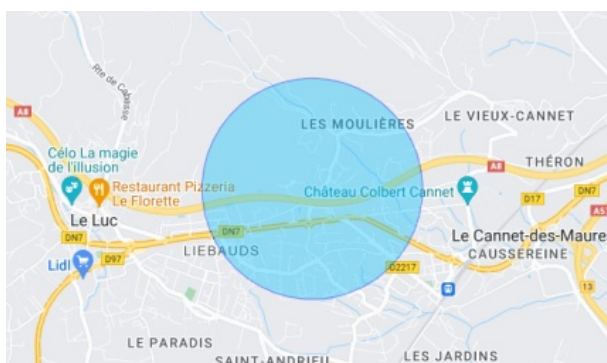 Rte de Cabasse
A8
LES MOULIÈRES
LE VIEUX-CANNET
Célo La magie
de l'illusion
A8
THÉRON
Restaurant Pizzeria
Le Florette
Château Colbert Cannet
D17
DN7
Le Luc
A57
DN7
DN7
LIEBAUDS
Le Cannet-des-Maure
CAUSSEREINE
Lidl
D97
D2217
13
LE PARADIS
SAINT-ANDRIEU
LES JARDINS